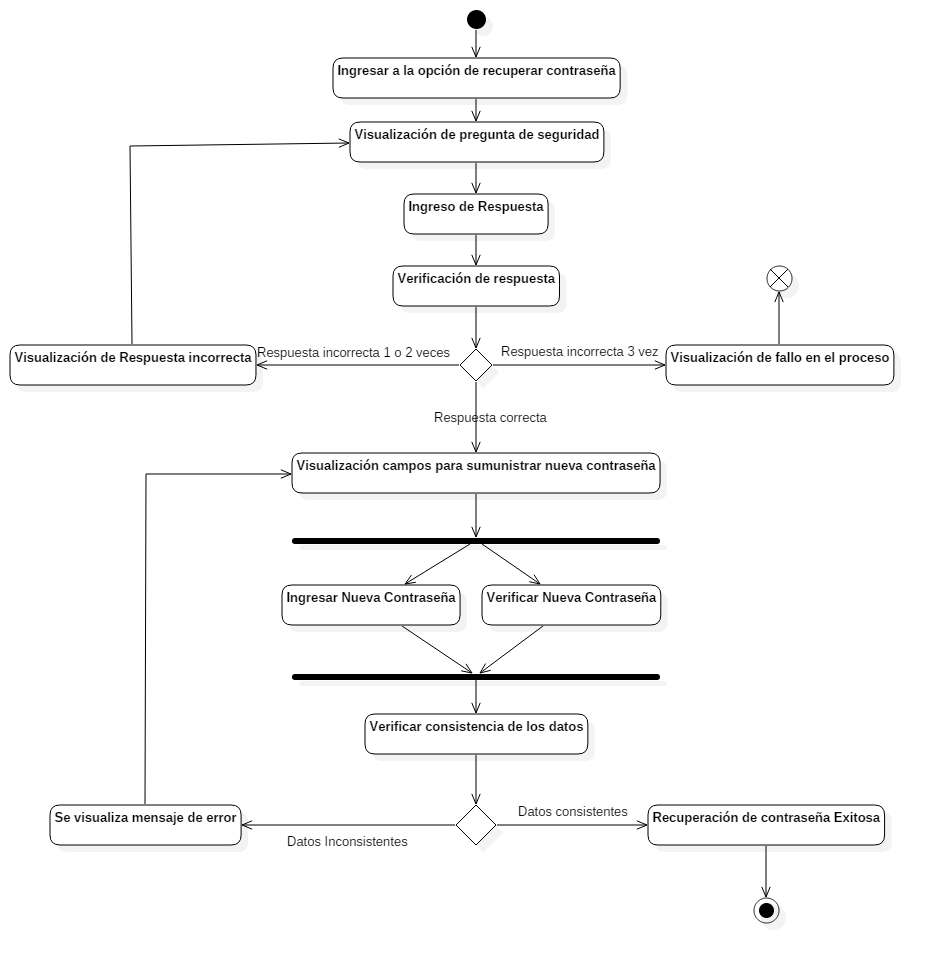 Ingresar a la opción de recuperar contraseña
Visualización de pregunta de seguridad
Ingreso de Respuesta
Verificación de respuesta
Respuesta incorrecta 1 o 2 veces
Respuesta incorrecta 3 vez
Visualización de Respuesta incorrecta
Visualización de fallo en el proceso
Respuesta correcta
Visualización campos para sumunistrar nueva contraseña
Ingresar Nueva Contraseña
Verificar Nueva Contraseña
Verificar consistencia de los datos
Datos consistentes
Se visualiza mensaje de error
Recuperación de contraseña Exitosa
Datos Inconsistentes